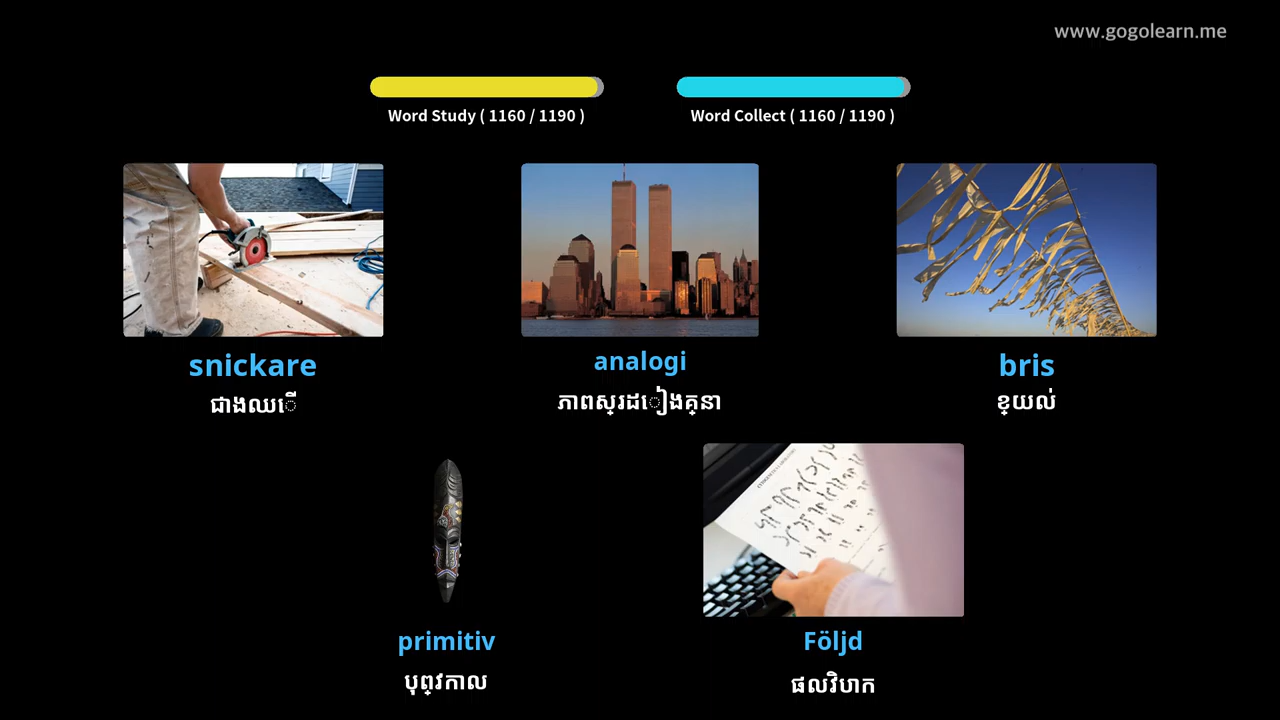 www.gogolearn.me
Word Study ( 1160 / 1190 )
Word Collect ( 1160 / 1190 )
snickare
ជាងឈើ
analogi
ភាពស្រដៀងគ្នា
bris
ខ្យល់
primitiv
បុព្វកាល
Följd
ផលវិបាក